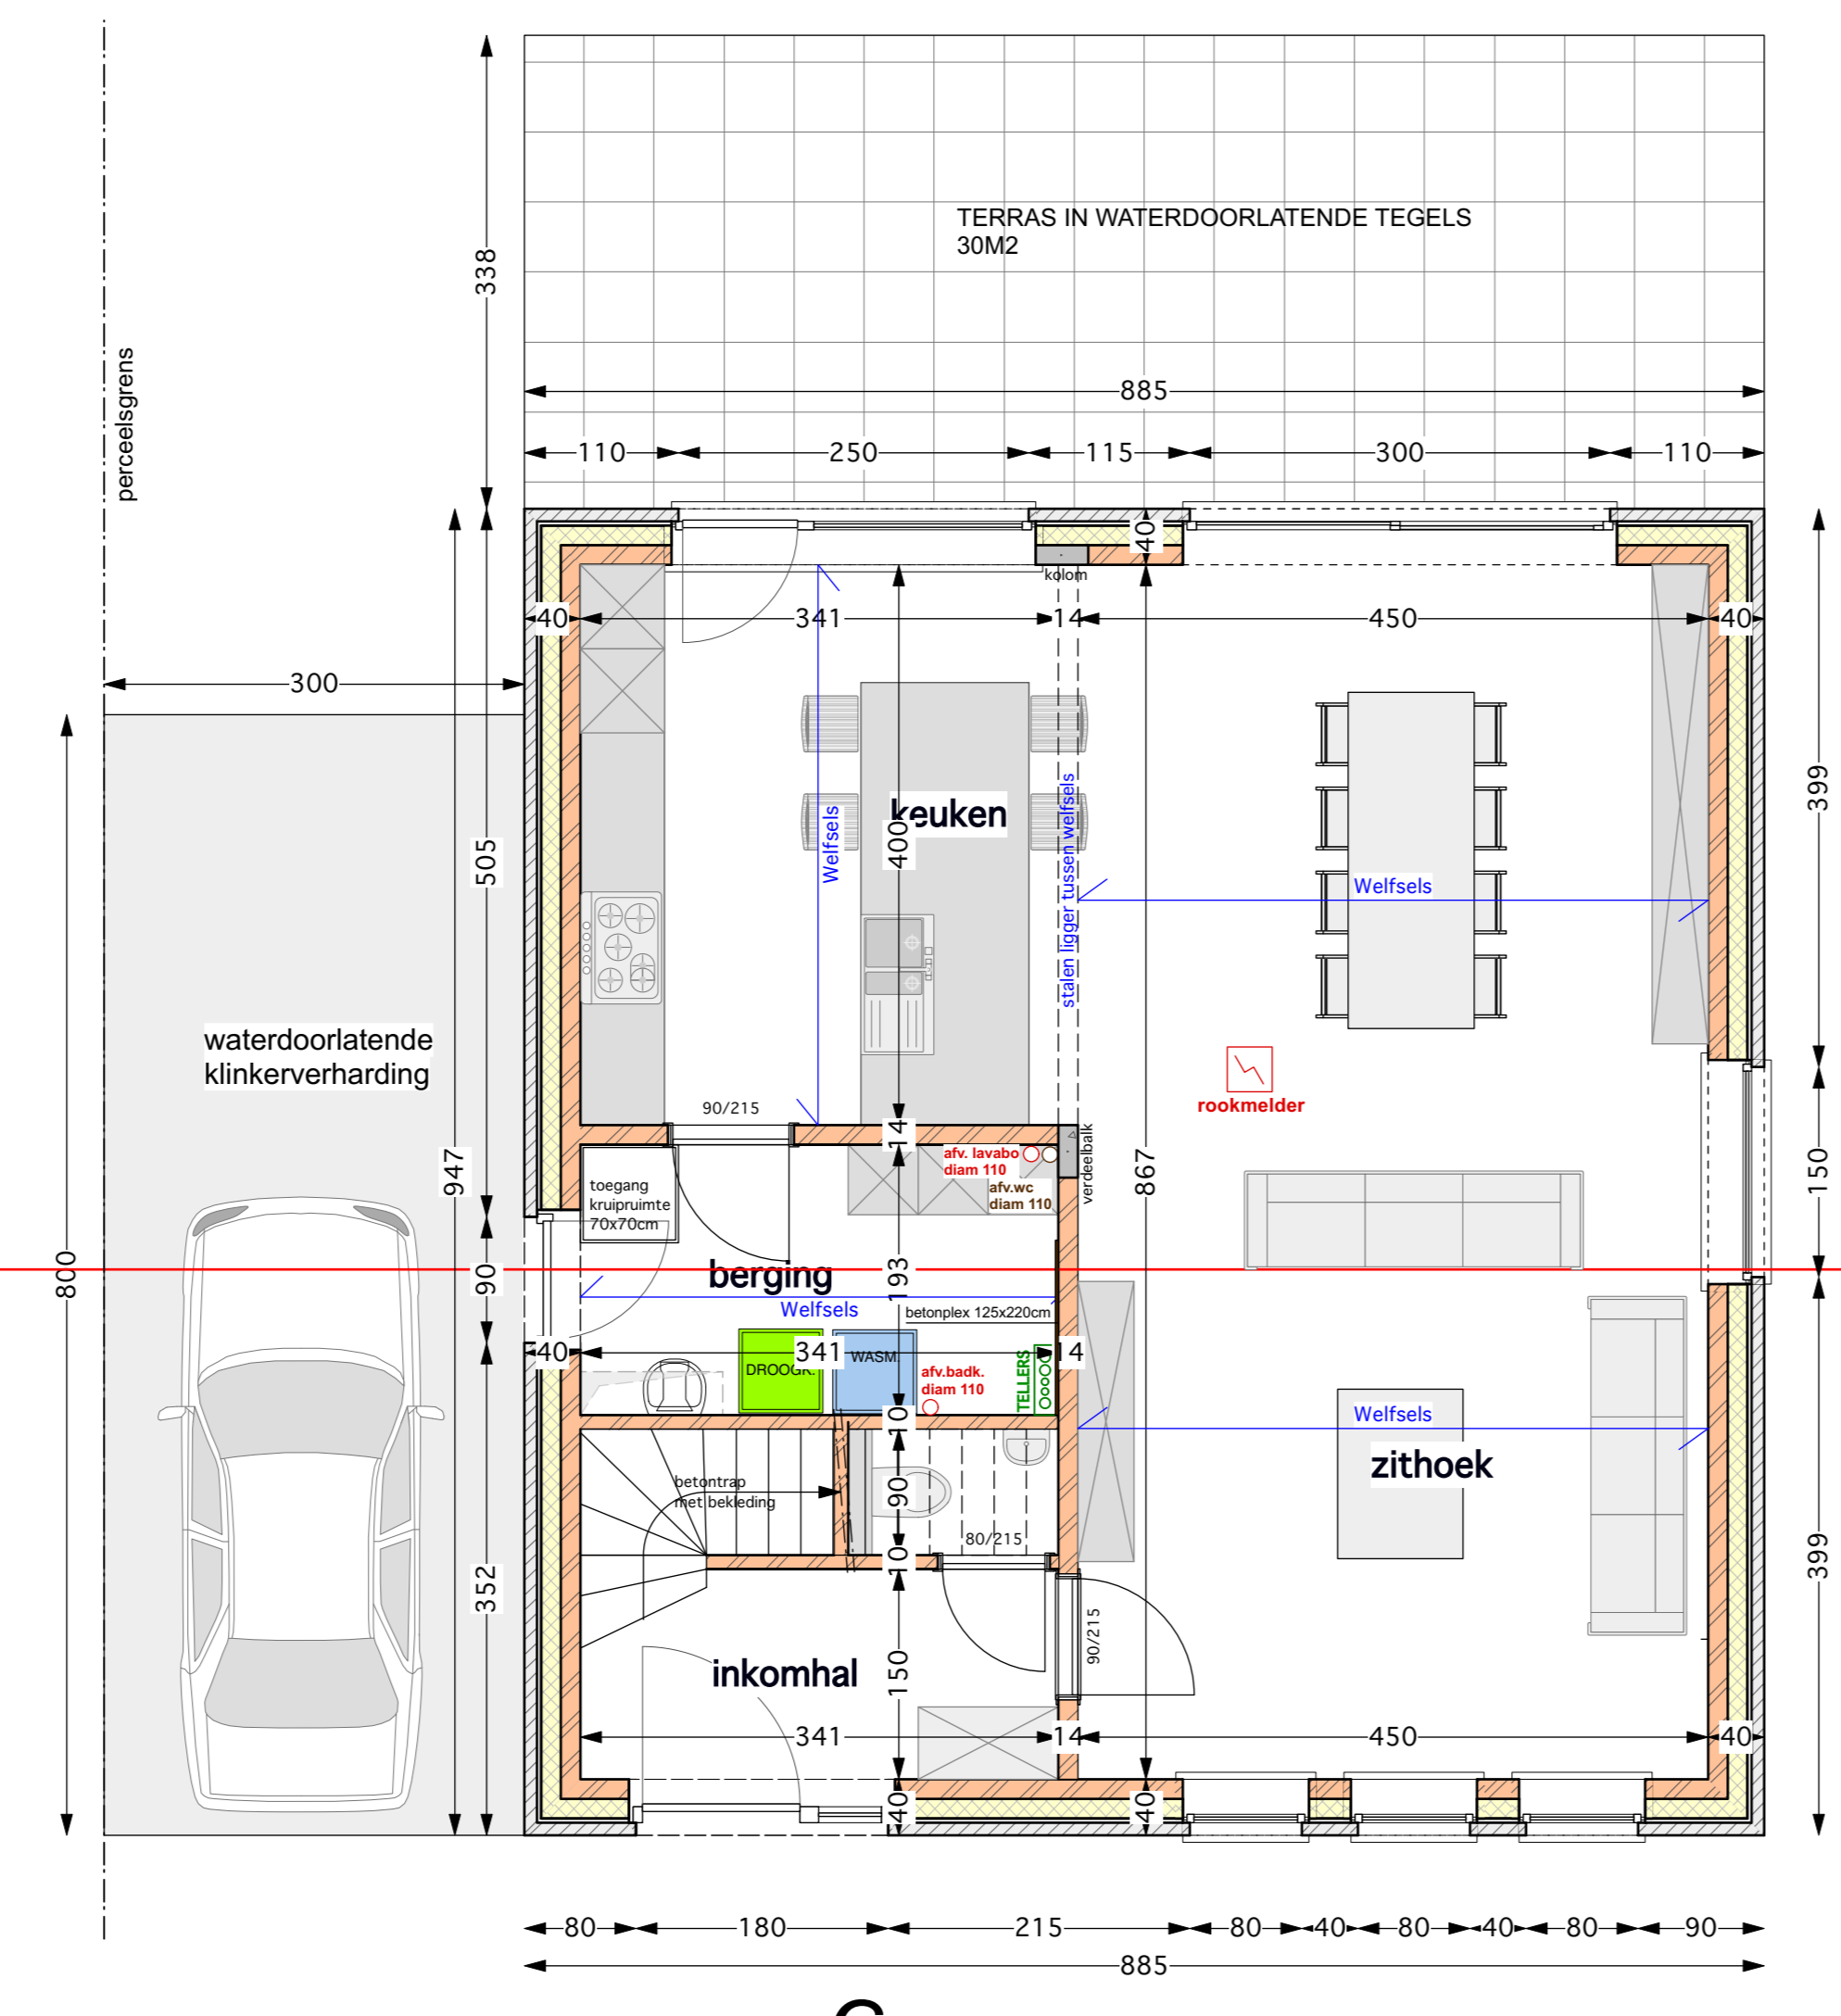 TERRAS IN WATERDOORLATENDE TEGELS
30M2
338
perceelsgrens
885
110 250 115 300 110
40
kolom
40 341 14 450 40
300
keuken
400
Welfsels
stalen ligger tussen welfsels
Welfsels
399
505
waterdoorlatende
klinkerverharding
rookmelder
90/215
14
afv. lavabo
diam 110
afv.wc
diam 110
verdeelbalk
toegang
kruipruimte
70x70cm
947
867
150
800
90
berging
193
Welfsels
betonplex 125x220cm
40 341 14
DROOGK.
WASM.
afv.badk.
diam 110
TELLERS
10
Welfsels
zithoek
betontrap
met bekleding
90
80/215
10
352
399
90/215
inkomhal
150
341 14 450 40
40
40
80 180 215 80 40 80 40 80 90
885